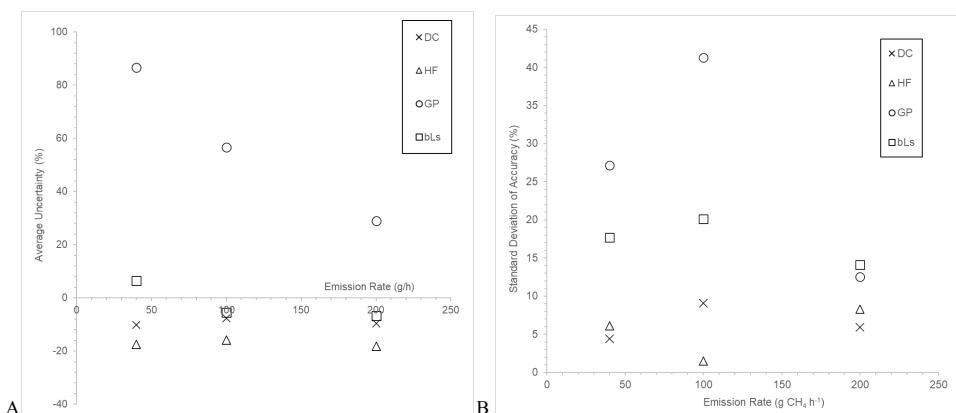 100
80
60
40
20
0
-20
-40
Average Uncertainty (%)
0 50 100 150 200 250
Emission Rate (g/h)
DC
HF
GP
bLs
A
45
40
35
30
25
20
15
10
5
0
Standard Deviation of Accuracy (%)
0 50 100 150 200 250
Emission Rate (g CH₄ h⁻¹)
DC
HF
GP
bLs
B